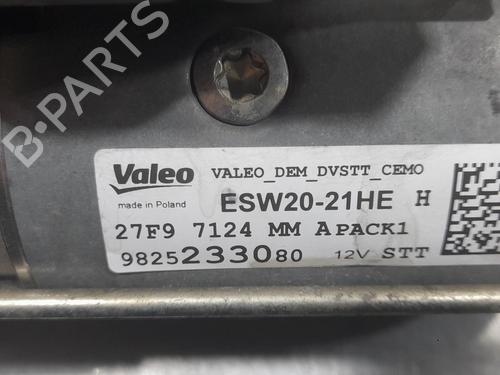 B-PARTS
Valeo VALEO_DEM_DVSTT_CEMO
made in Poland ESW20-21HE H
27F9 7124 MM APACK1
9825233080 12V STT